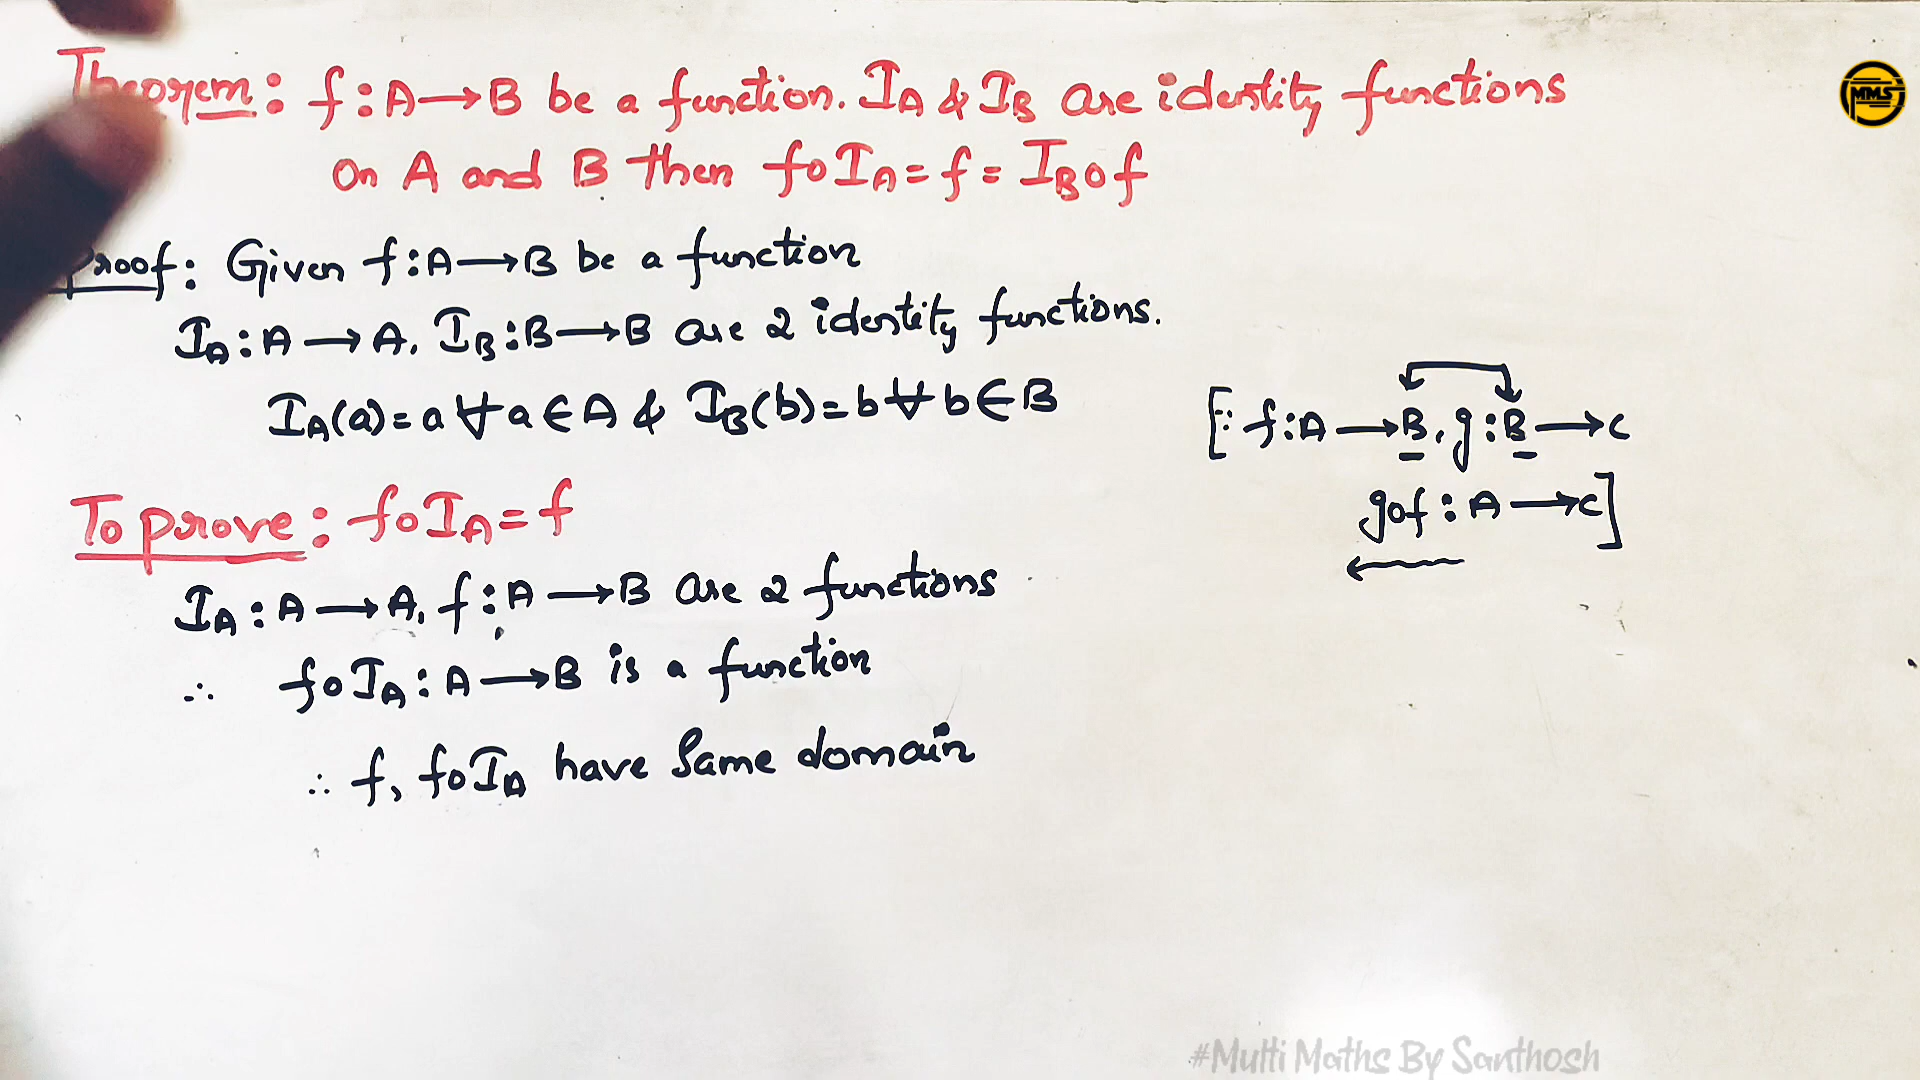 Theorem: f:A→B be a function. I_A & I_B are identity functions
MMS
on A and B then foI_A = f = I_Bof
Proof: Given f:A→B be a function
I_A:A→A, I_B:B→B are 2 identity functions.
I_A(a)=a∀a∈A & I_B(b)=b∀b∈B
[∵ f:A→B, g:B→C
gof:A→C]
To prove: foI_A=f
I_A:A→A, f:A→B are 2 functions
∴ foI_A:A→B is a function
∴ f, foI_A have same domain
#Multi Maths By Santhosh